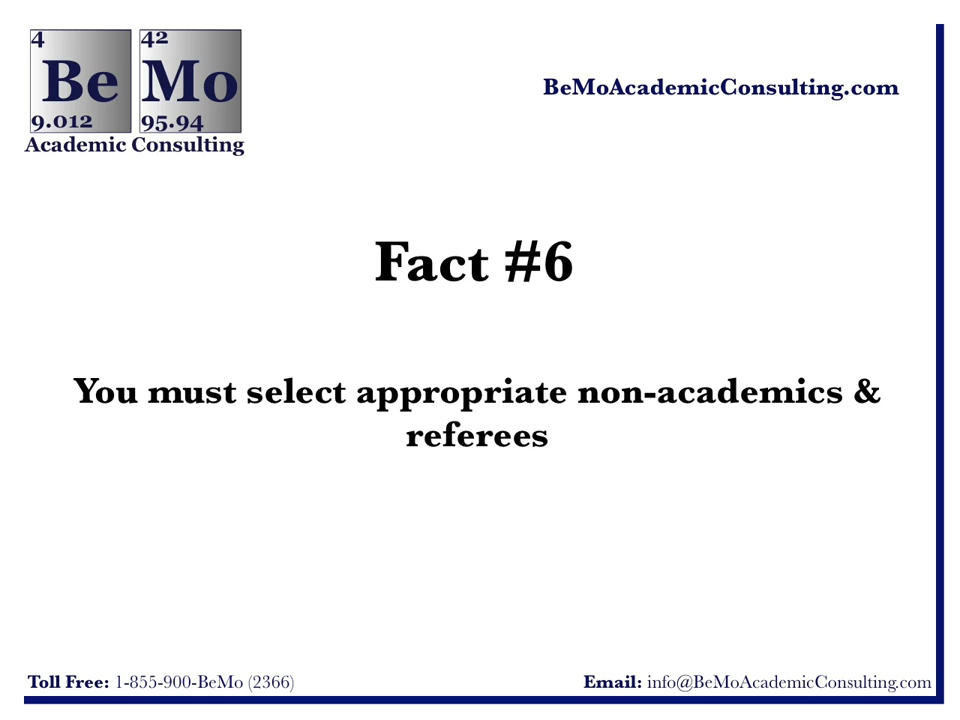 4 42
Be Mo
9.012 95.94
Academic Consulting
BeMoAcademicConsulting.com
Fact #6
You must select appropriate non-academics &
referees
Toll Free: 1-855-900-BeMo (2366)
Email: info@BeMoAcademicConsulting.com